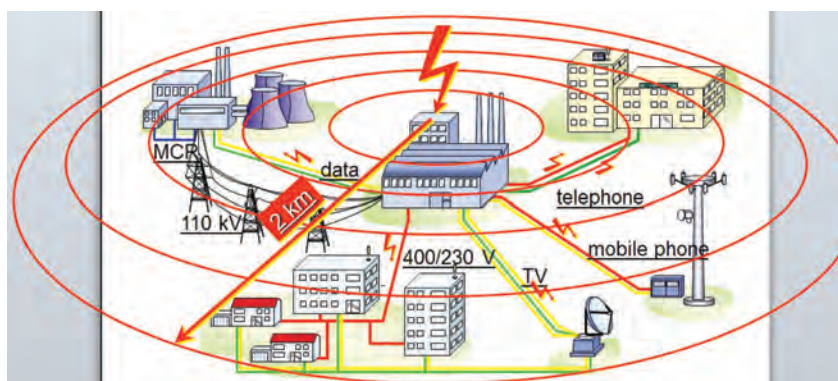 MCR
data
110 kV
2 km
telephone
mobile phone
400/230 V
TV